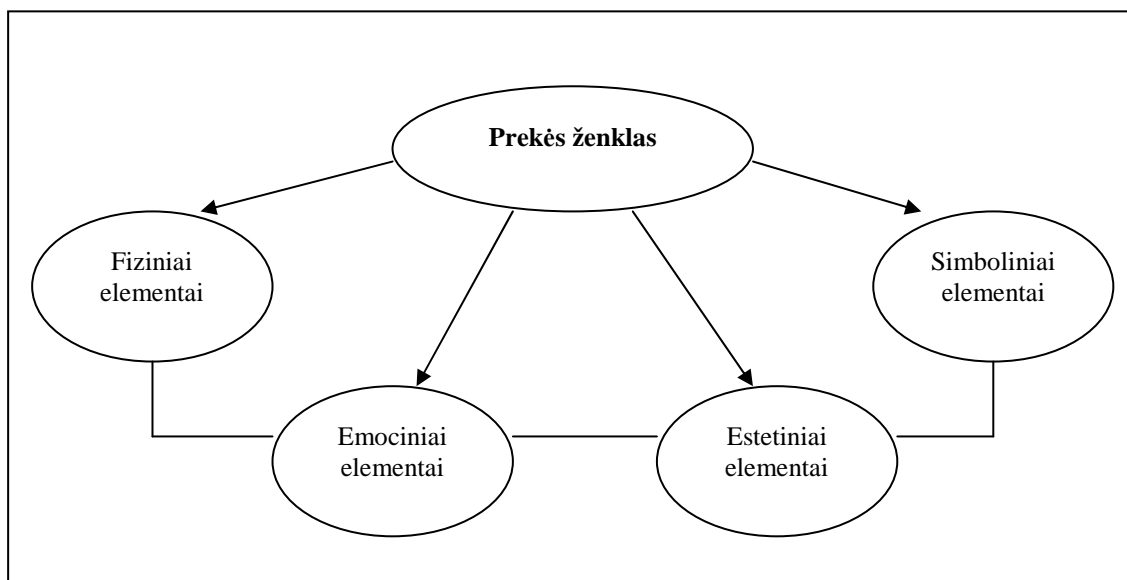 Prekės ženklas
Fiziniai
elementai
Simboliniai
elementai
Emociniai
elementai
Estetiniai
elementai